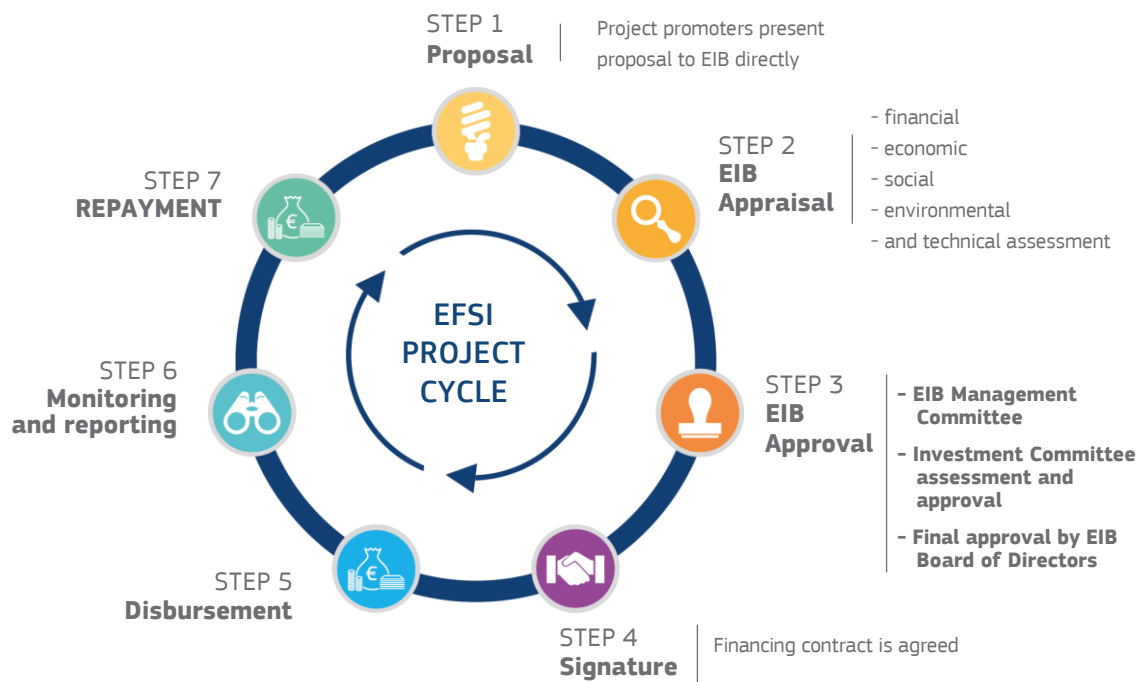 STEP 1
Proposal
Project promoters present
proposal to EIB directly
STEP 2
EIB
Appraisal
- financial
- economic
- social
- environmental
- and technical assessment
STEP 3
EIB
Approval
- EIB Management
Committee
- Investment Committee
assessment and
approval
- Final approval by EIB
Board of Directors
STEP 4
Signature
Financing contract is agreed
STEP 5
Disbursement
€
STEP 6
Monitoring
and reporting
STEP 7
REPAYMENT
€
EFSI
PROJECT
CYCLE